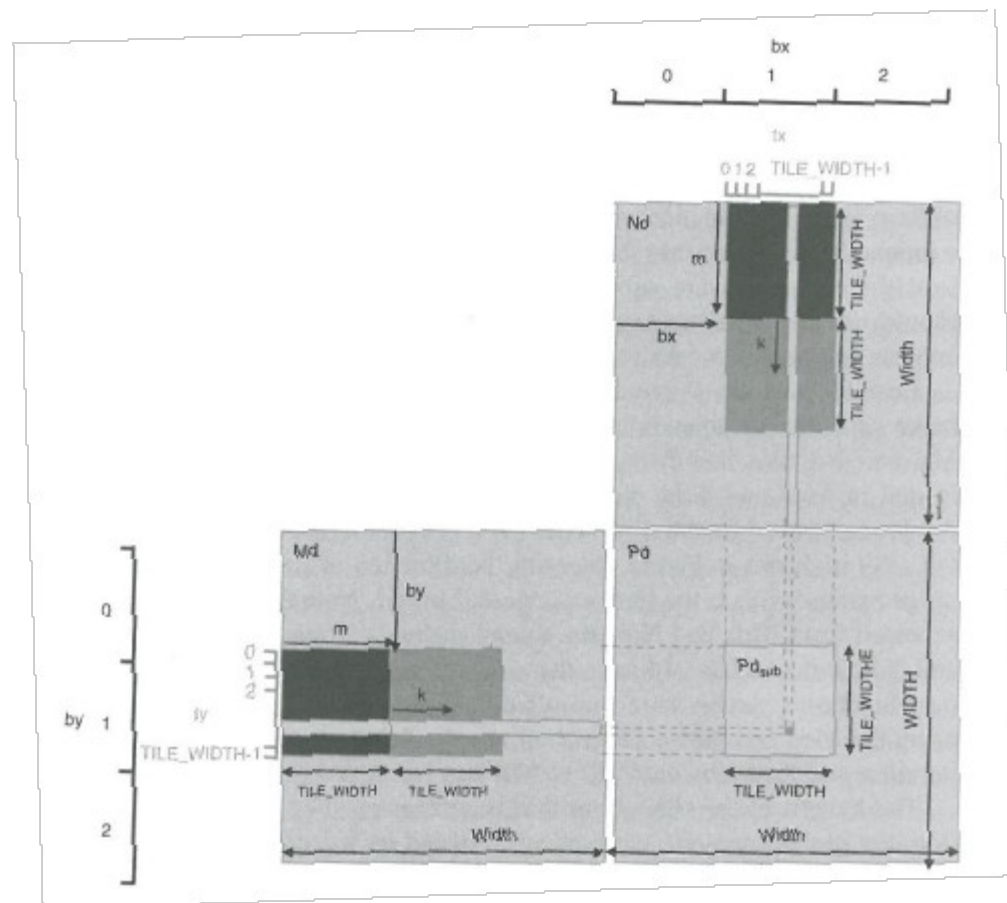 bx
0 1 2
tx
0 1 2 TILE_WIDTH-1
Nd
m
TILE_WIDTH
bx
k
TILE_WIDTH
Width
Md
by
m
k
Pd
Pdsub
TILE_WIDTHE
WIDTH
0
by 1
2
0
1
2
ty
TILE_WIDTH-1
TILE_WIDTH TILE_WIDTH
TILE_WIDTH
Width
Width